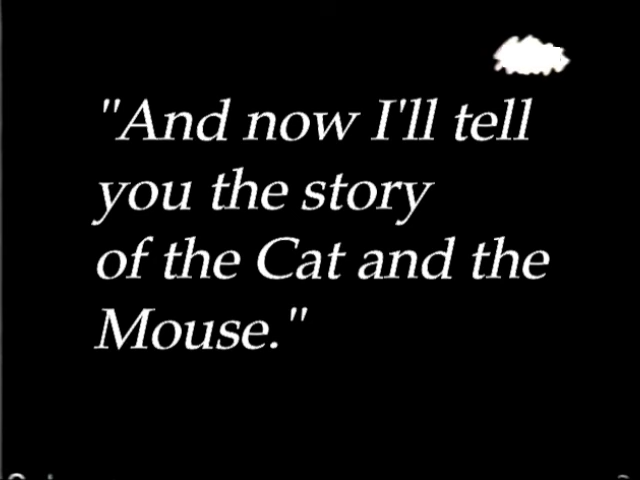 "And now I'll tell
you the story
of the Cat and the
Mouse."